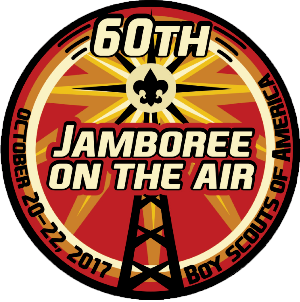 60TH
JAMBOREE
ON THE AIR
OCTOBER 20-22, 2017
BOY SCOUTS OF AMERICA